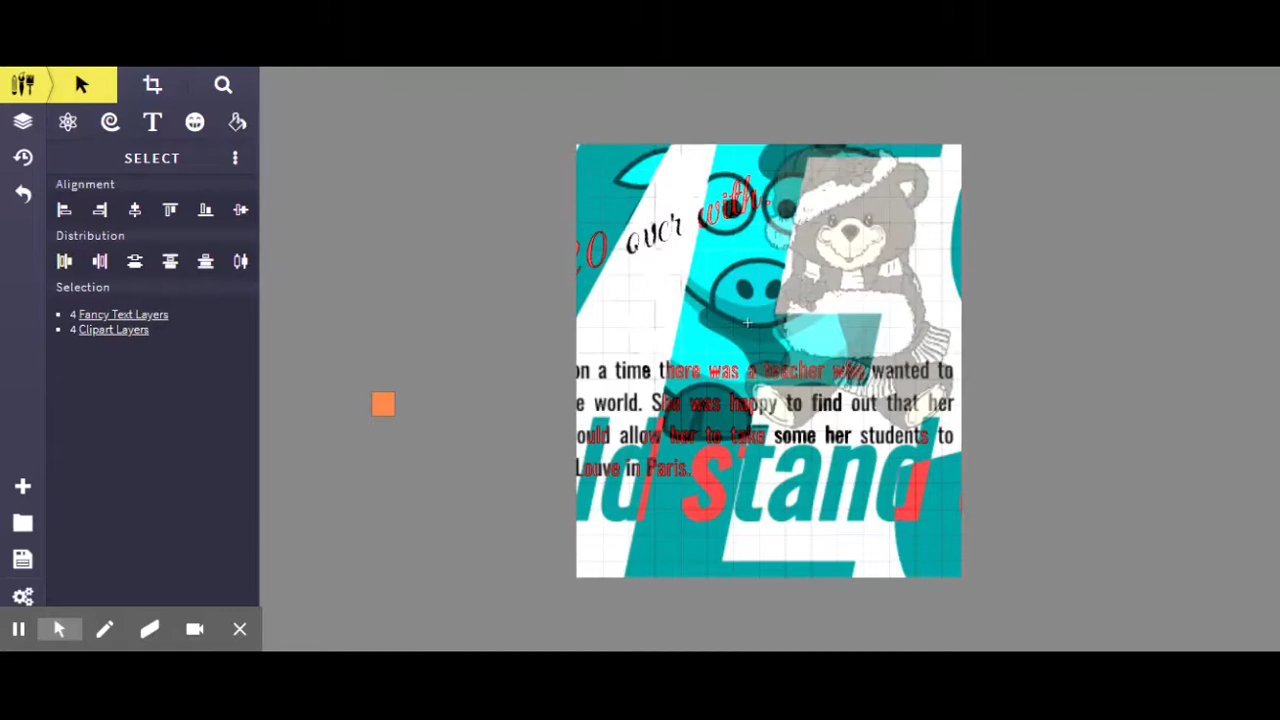 SELECT
Alignment
Distribution
Selection
4 Fancy Text Layers
4 Clipart Layers
over with.
on a time there was a teacher who wanted to
e world. She was happy to find out that her
ould allow her to take some her students to
Louve in Paris.
ld stand